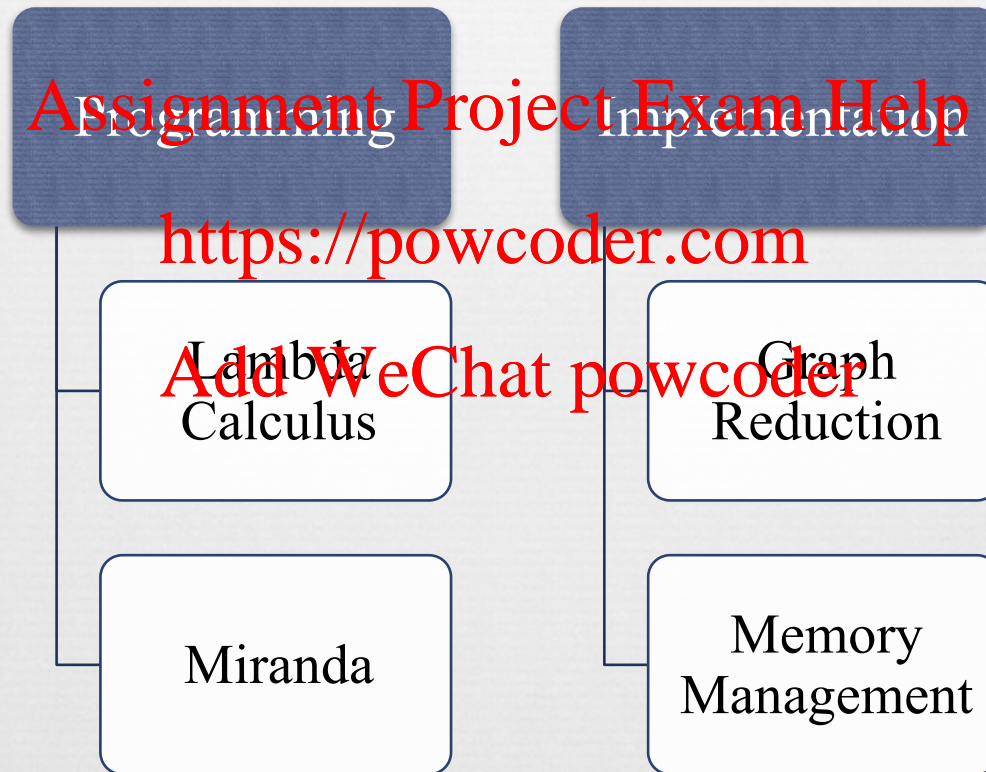 Programming
Implementation
Assignment Project Exam Help
https://powcoder.com
Lambda
Calculus
Graph
Reduction
Add WeChat powcoder
Miranda
Memory
Management